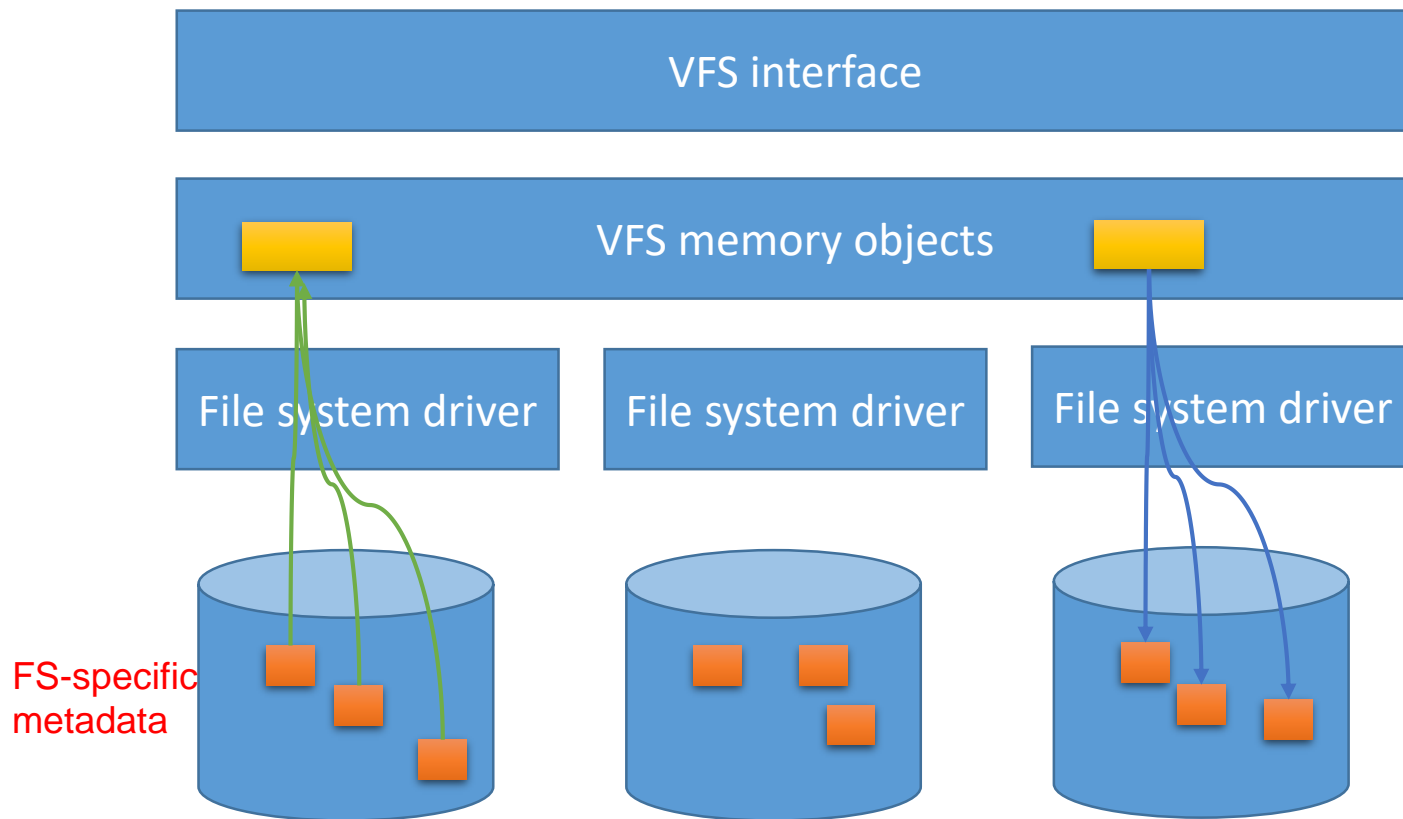 VFS interface
VFS memory objects
File system driver
File system driver
File system driver
FS-specific
metadata